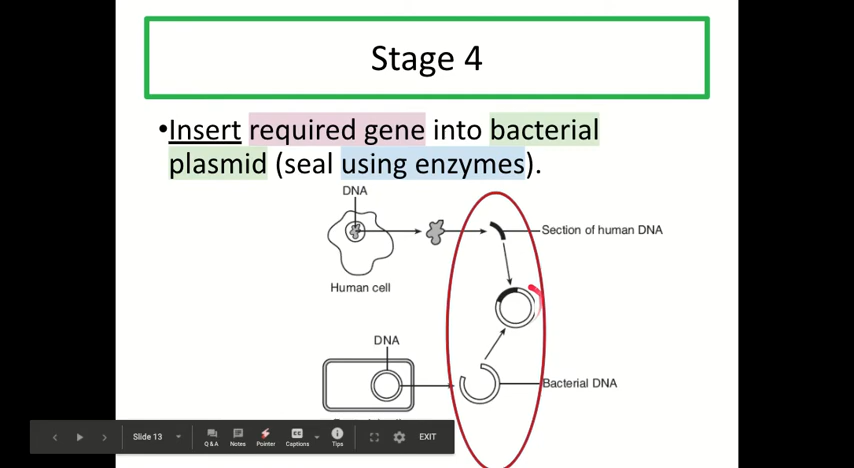 Stage 4
•Insert required gene into bacterial
plasmid (seal using enzymes).
DNA
Section of human DNA
Human cell
DNA
Bacterial DNA
Slide 13
Q & A
Notes
Pointer
Captions
Tips
EXIT